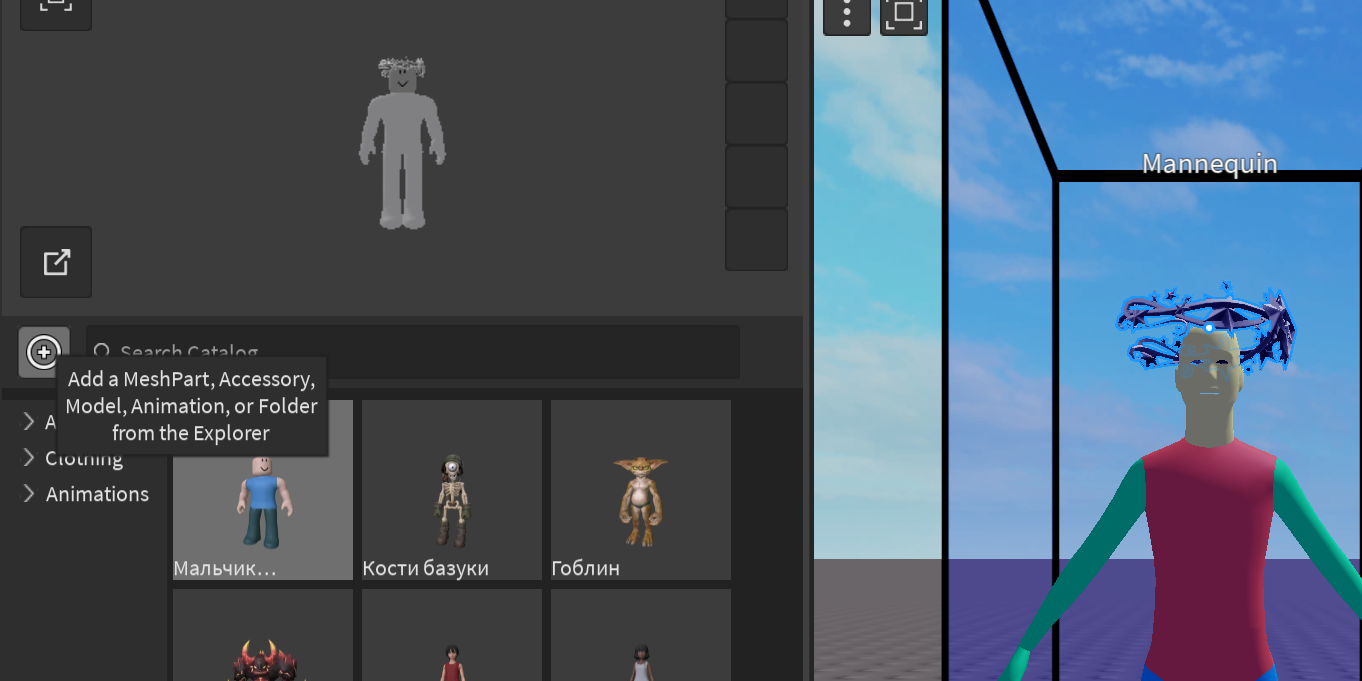 Mannequin
Search Catalog
Add a MeshPart, Accessory,
Model, Animation, or Folder
from the Explorer
A
Clothing
Animations
Мальчик...
Кости базуки
Гоблин